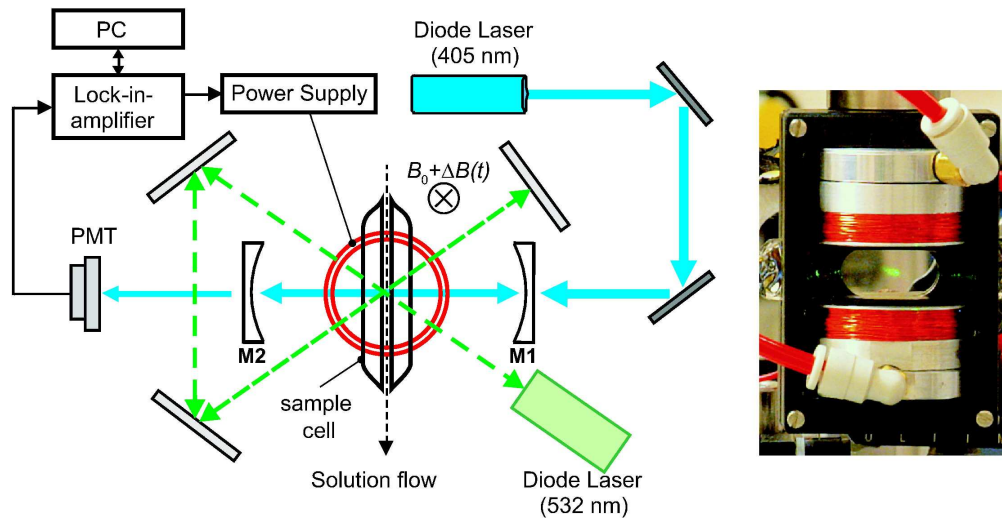 PC
Lock-in-
amplifier
Power Supply
Diode Laser
(405 nm)
B₀+ΔB(t)
PMT
M2
M1
sample
cell
Solution flow
Diode Laser
(532 nm)